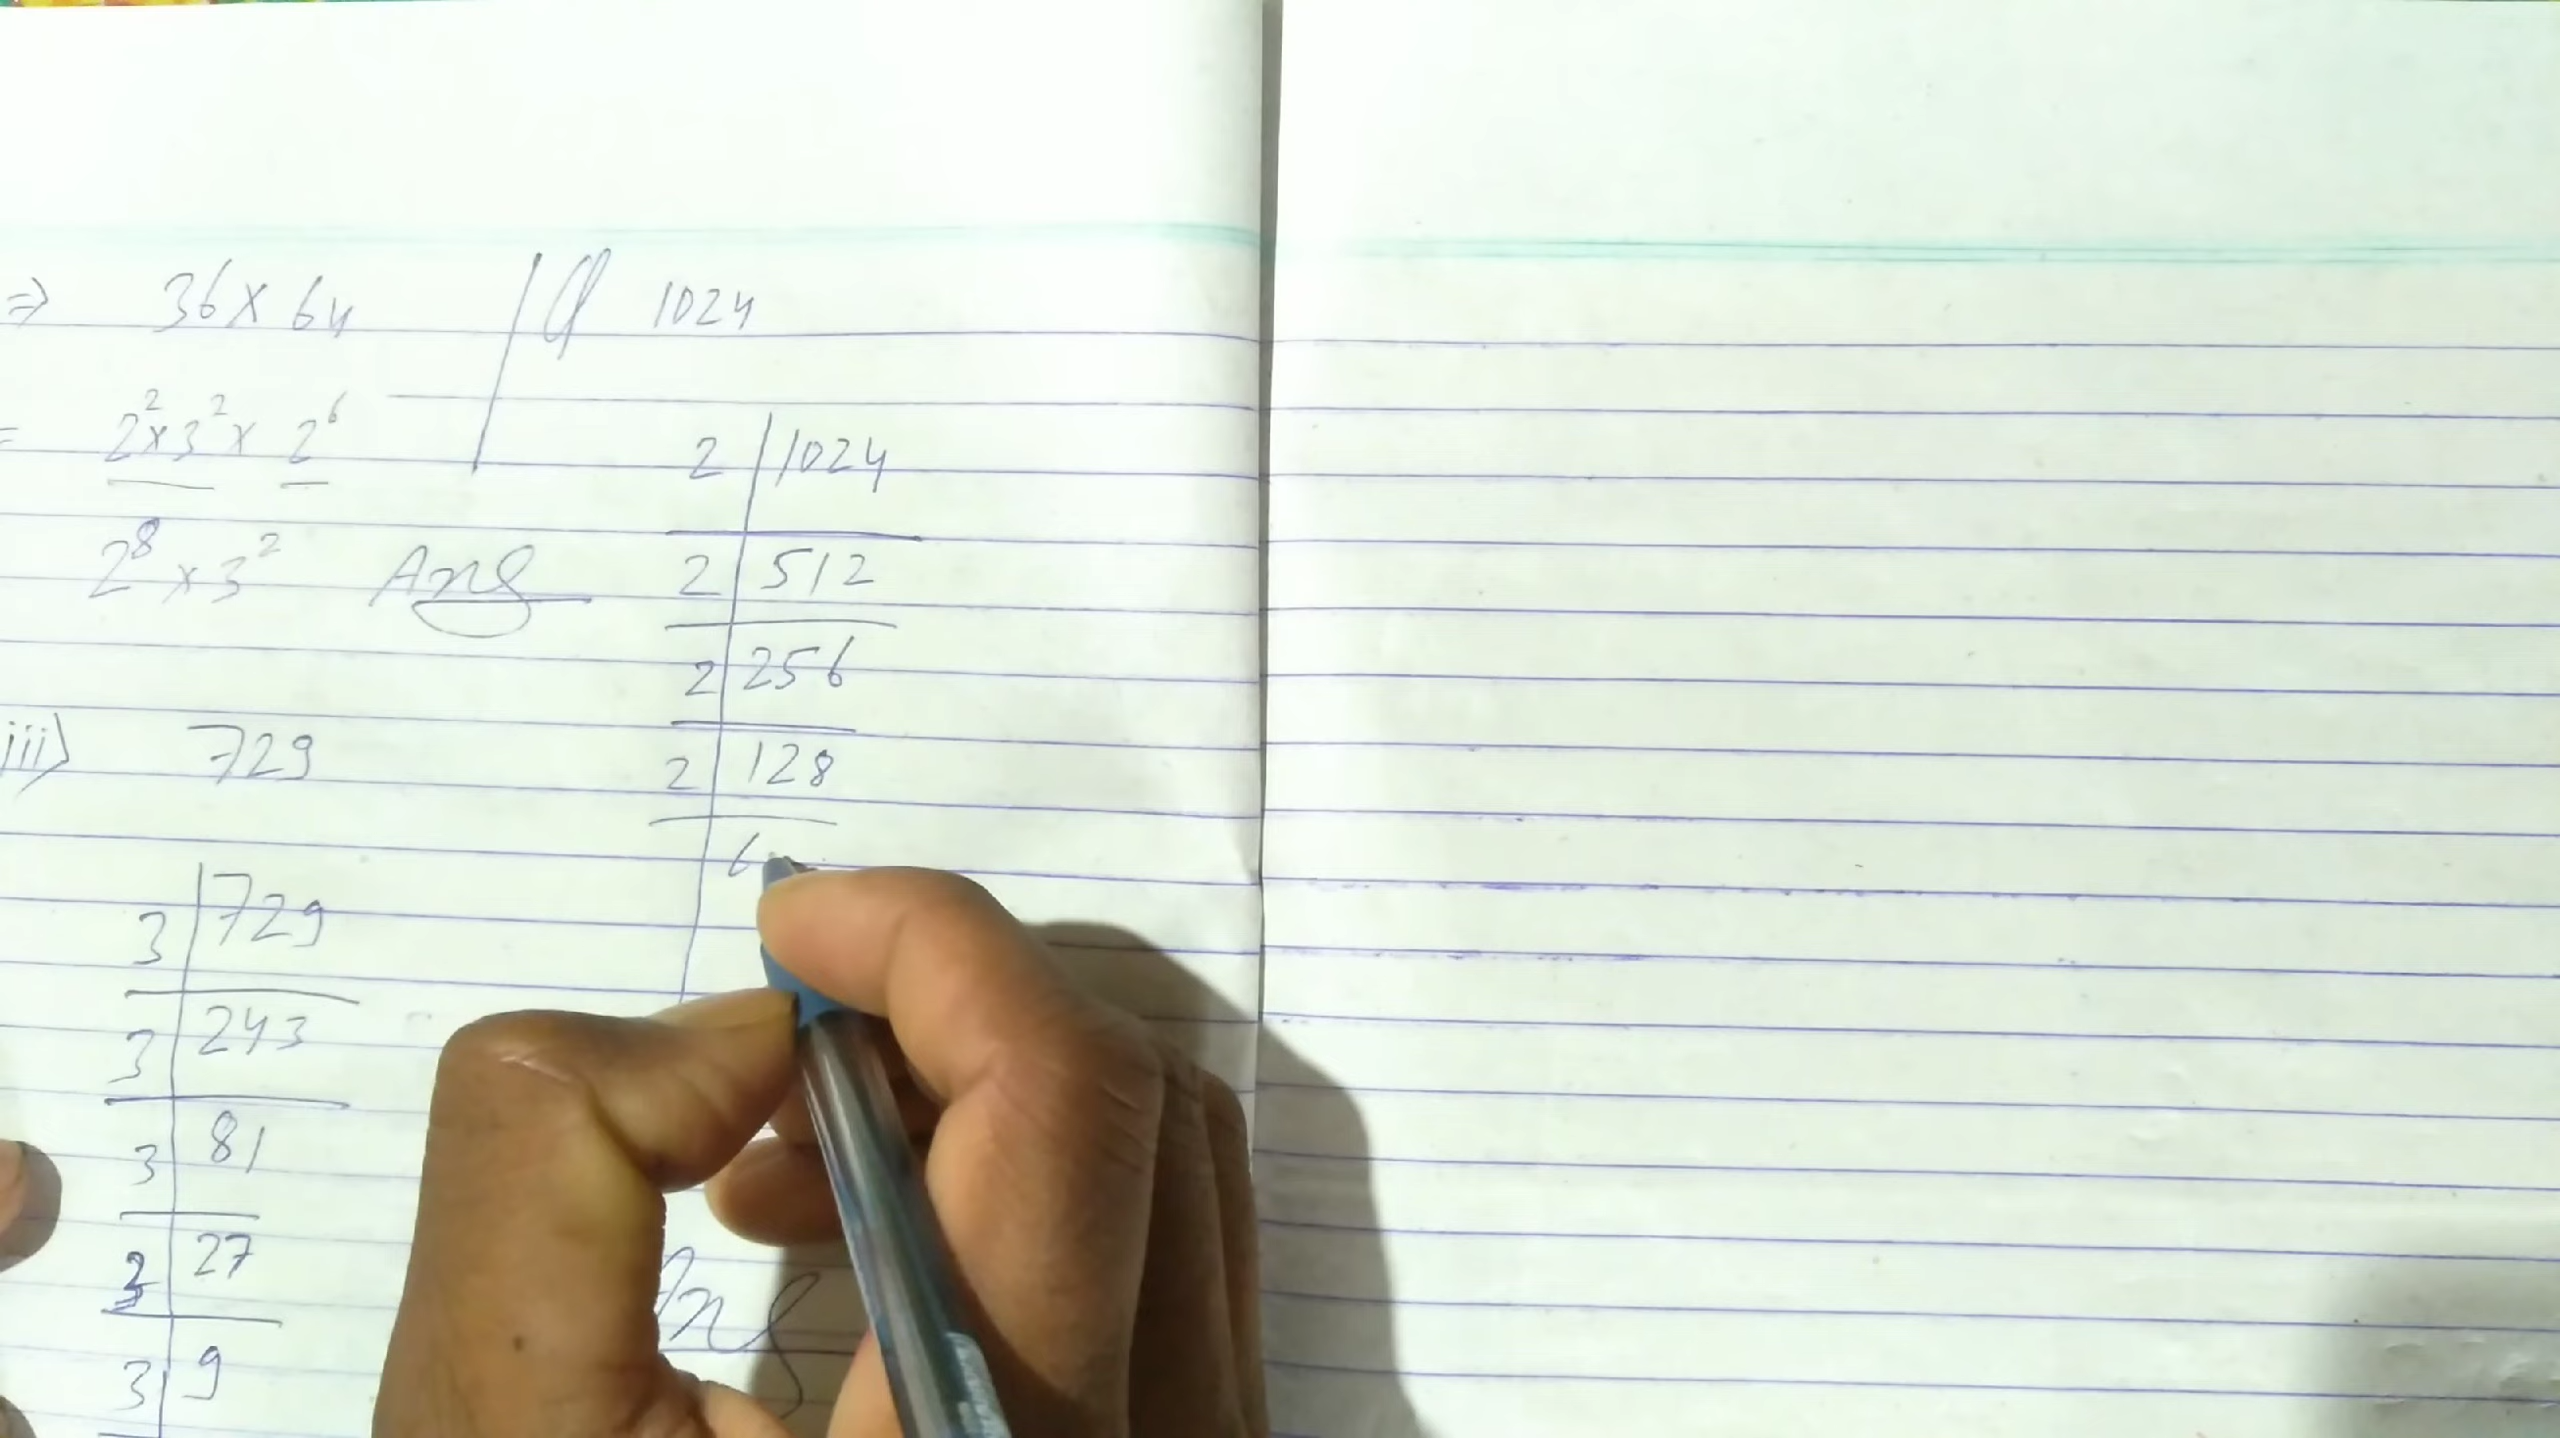 ⇒ 36 × 64
= 2² × 3² × 2⁶
2⁸ × 3² Ans
iii) 729
3 | 729
3 | 243
3 | 81
3 | 27
3 | 9
1024
2 | 1024
2 | 512
2 | 256
2 | 128
6